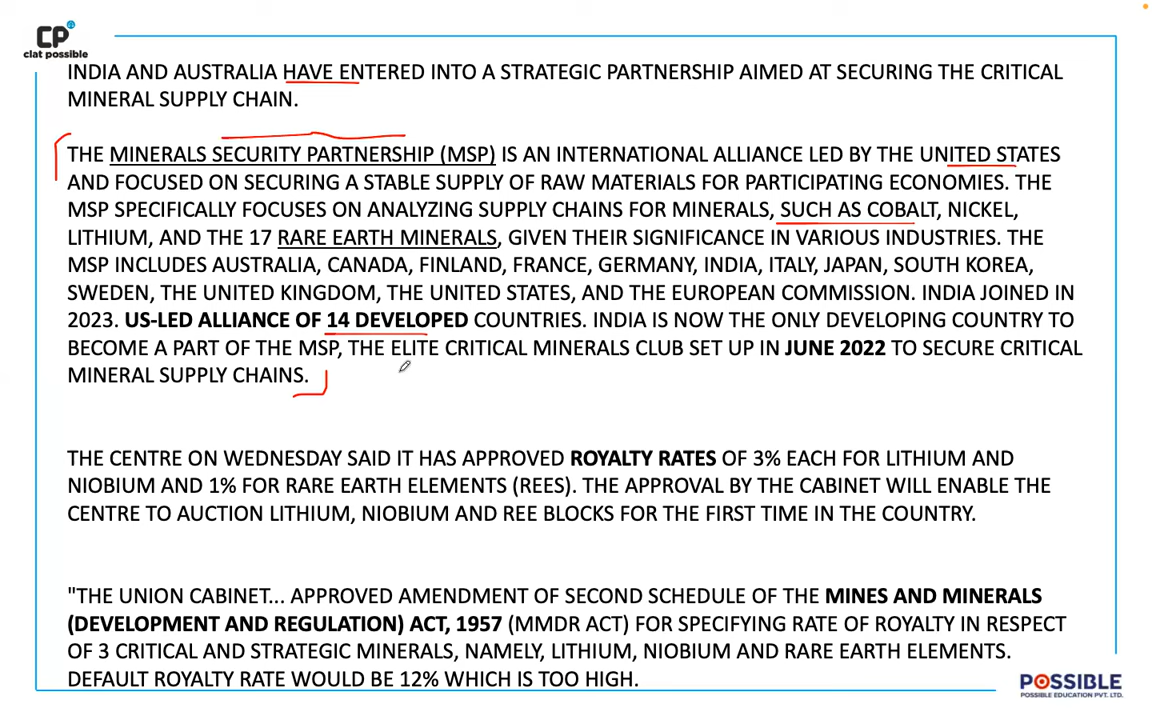 CP
clat possible
INDIA AND AUSTRALIA HAVE ENTERED INTO A STRATEGIC PARTNERSHIP AIMED AT SECURING THE CRITICAL
MINERAL SUPPLY CHAIN.
THE MINERALS SECURITY PARTNERSHIP (MSP) IS AN INTERNATIONAL ALLIANCE LED BY THE UNITED STATES
AND FOCUSED ON SECURING A STABLE SUPPLY OF RAW MATERIALS FOR PARTICIPATING ECONOMIES. THE
MSP SPECIFICALLY FOCUSES ON ANALYZING SUPPLY CHAINS FOR MINERALS, SUCH AS COBALT, NICKEL,
LITHIUM, AND THE 17 RARE EARTH MINERALS, GIVEN THEIR SIGNIFICANCE IN VARIOUS INDUSTRIES. THE
MSP INCLUDES AUSTRALIA, CANADA, FINLAND, FRANCE, GERMANY, INDIA, ITALY, JAPAN, SOUTH KOREA,
SWEDEN, THE UNITED KINGDOM, THE UNITED STATES, AND THE EUROPEAN COMMISSION. INDIA JOINED IN
2023. US-LED ALLIANCE OF 14 DEVELOPED COUNTRIES. INDIA IS NOW THE ONLY DEVELOPING COUNTRY TO
BECOME A PART OF THE MSP, THE ELITE CRITICAL MINERALS CLUB SET UP IN JUNE 2022 TO SECURE CRITICAL
MINERAL SUPPLY CHAINS.
THE CENTRE ON WEDNESDAY SAID IT HAS APPROVED ROYALTY RATES OF 3% EACH FOR LITHIUM AND
NIOBIUM AND 1% FOR RARE EARTH ELEMENTS (REES). THE APPROVAL BY THE CABINET WILL ENABLE THE
CENTRE TO AUCTION LITHIUM, NIOBIUM AND REE BLOCKS FOR THE FIRST TIME IN THE COUNTRY.
"THE UNION CABINET... APPROVED AMENDMENT OF SECOND SCHEDULE OF THE MINES AND MINERALS
(DEVELOPMENT AND REGULATION) ACT, 1957 (MMDR ACT) FOR SPECIFYING RATE OF ROYALTY IN RESPECT
OF 3 CRITICAL AND STRATEGIC MINERALS, NAMELY, LITHIUM, NIOBIUM AND RARE EARTH ELEMENTS.
DEFAULT ROYALTY RATE WOULD BE 12% WHICH IS TOO HIGH.
POSSIBLE
POSSIBLE EDUCATION PVT. LTD.